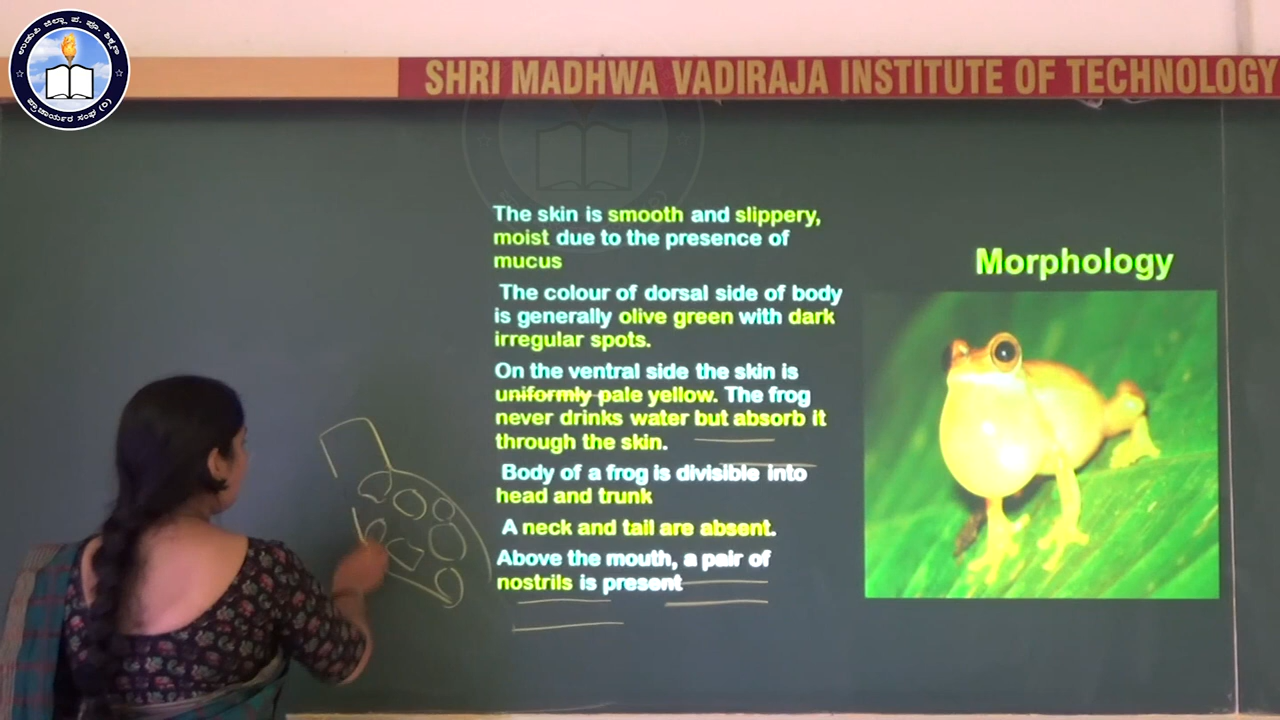 ಉಡುಪಿ ಜಿಲ್ಲಾ ಪ. ಪೂ. ಶಿಕ್ಷಣ
ಪ್ರಾಚಾರ್ಯರ ಸಂಘ (ರಿ)
SHRI MADHWA VADIRAJA INSTITUTE OF TECHNOLOGY
The skin is smooth and slippery,
moist due to the presence of
mucus
The colour of dorsal side of body
is generally olive green with dark
irregular spots.
On the ventral side the skin is
uniformly pale yellow. The frog
never drinks water but absorb it
through the skin.
Body of a frog is divisible into
head and trunk
A neck and tail are absent.
Above the mouth, a pair of
nostrils is present
Morphology